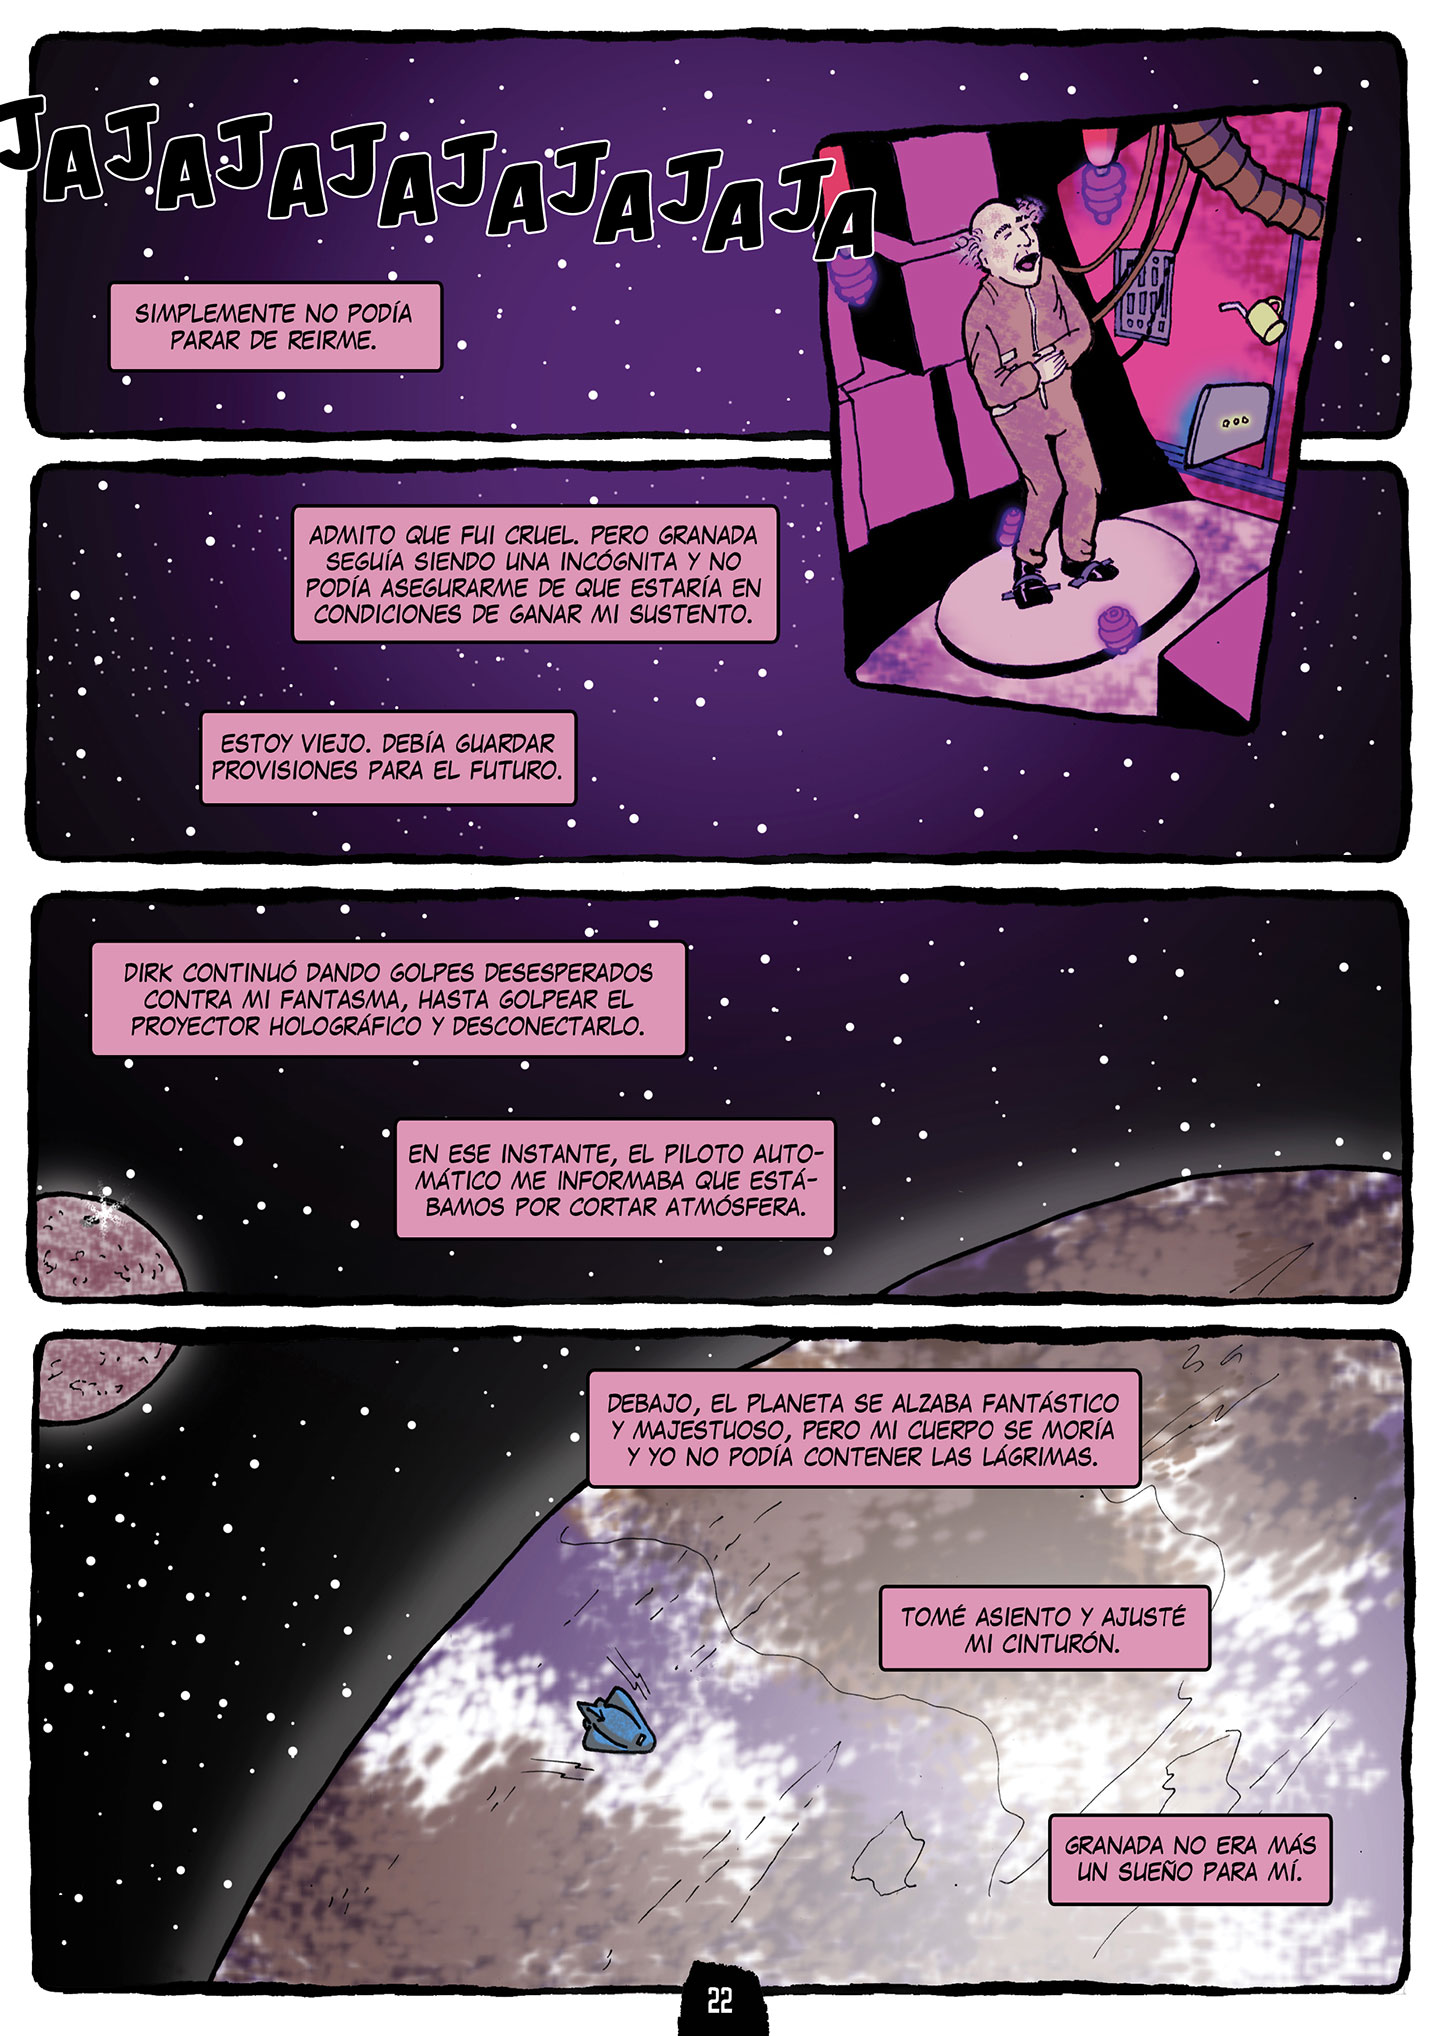 JAJAJAJAJAJAJAJA
SIMPLEMENTE NO PODÍA
PARAR DE REIRME.
ADMITO QUE FUI CRUEL. PERO GRANADA
SEGUÍA SIENDO UNA INCÓGNITA Y NO
PODÍA ASEGURARME DE QUE ESTARÍA EN
CONDICIONES DE GANAR MI SUSTENTO.
ESTOY VIEJO. DEBÍA GUARDAR
PROVISIONES PARA EL FUTURO.
DIRK CONTINUÓ DANDO GOLPES DESESPERADOS
CONTRA MI FANTASMA, HASTA GOLPEAR EL
PROYECTOR HOLOGRÁFICO Y DESCONECTARLO.
EN ESE INSTANTE, EL PILOTO AUTO-
MÁTICO ME INFORMABA QUE ESTÁ-
BAMOS POR CORTAR ATMÓSFERA.
DEBAJO, EL PLANETA SE ALZABA FANTÁSTICO
Y MAJESTUOSO, PERO MI CUERPO SE MORÍA
Y YO NO PODÍA CONTENER LAS LÁGRIMAS.
TOMÉ ASIENTO Y AJUSTÉ
MI CINTURÓN.
GRANADA NO ERA MÁS
UN SUEÑO PARA MÍ.
22